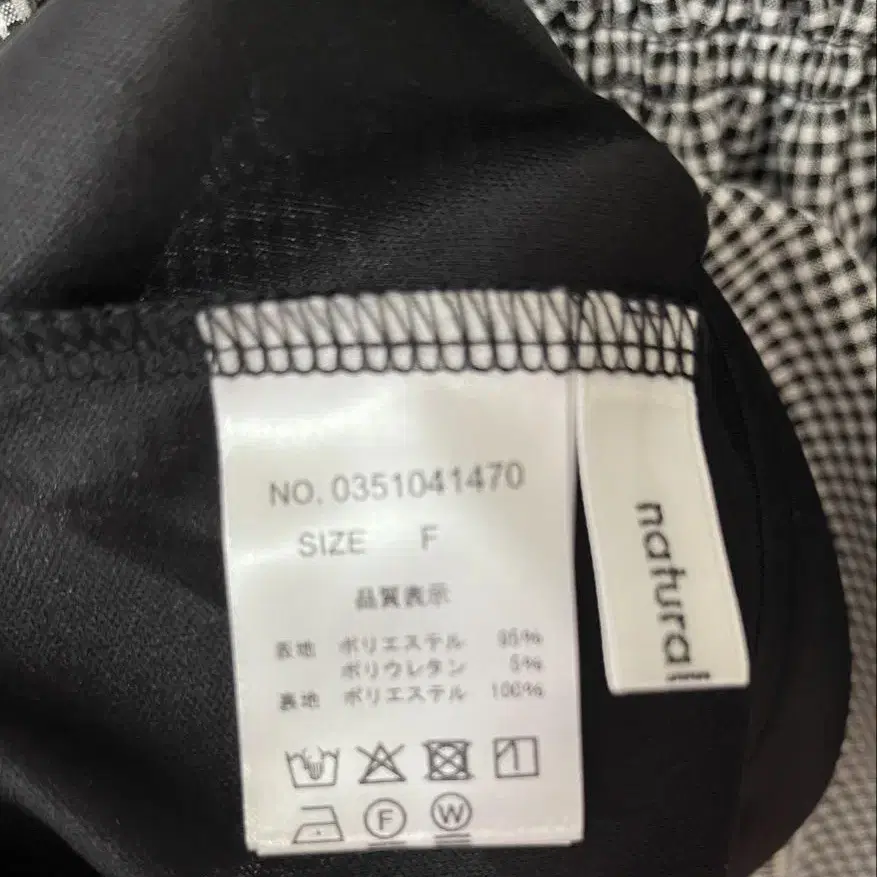 NO. 0351041470
SIZE F
品質表示
表地 ポリエステル 95%
ポリウレタン 5%
裏地 ポリエステル 100%
F W
natural